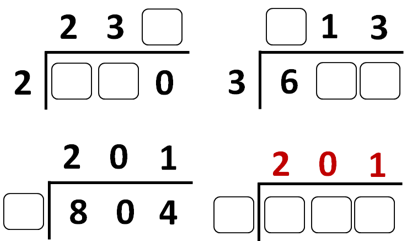 2 3 □
2 □ □ 0
□ 1 3
3 6 □ □
2 0 1
□ 8 0 4
2 0 1
□ □ □ □